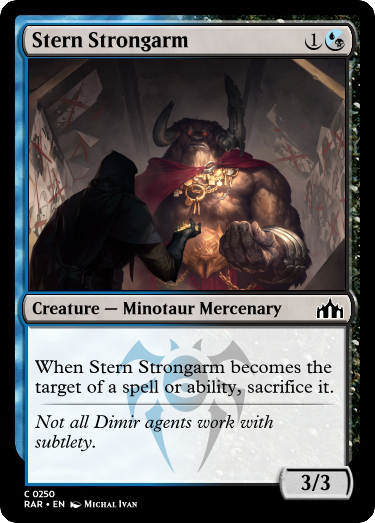 Stern Strongarm 1
Creature — Minotaur Mercenary
When Stern Strongarm becomes the
target of a spell or ability, sacrifice it.
Not all Dimir agents work with
subtlety.
3/3
C 0250
RAR • EN Michal Ivan